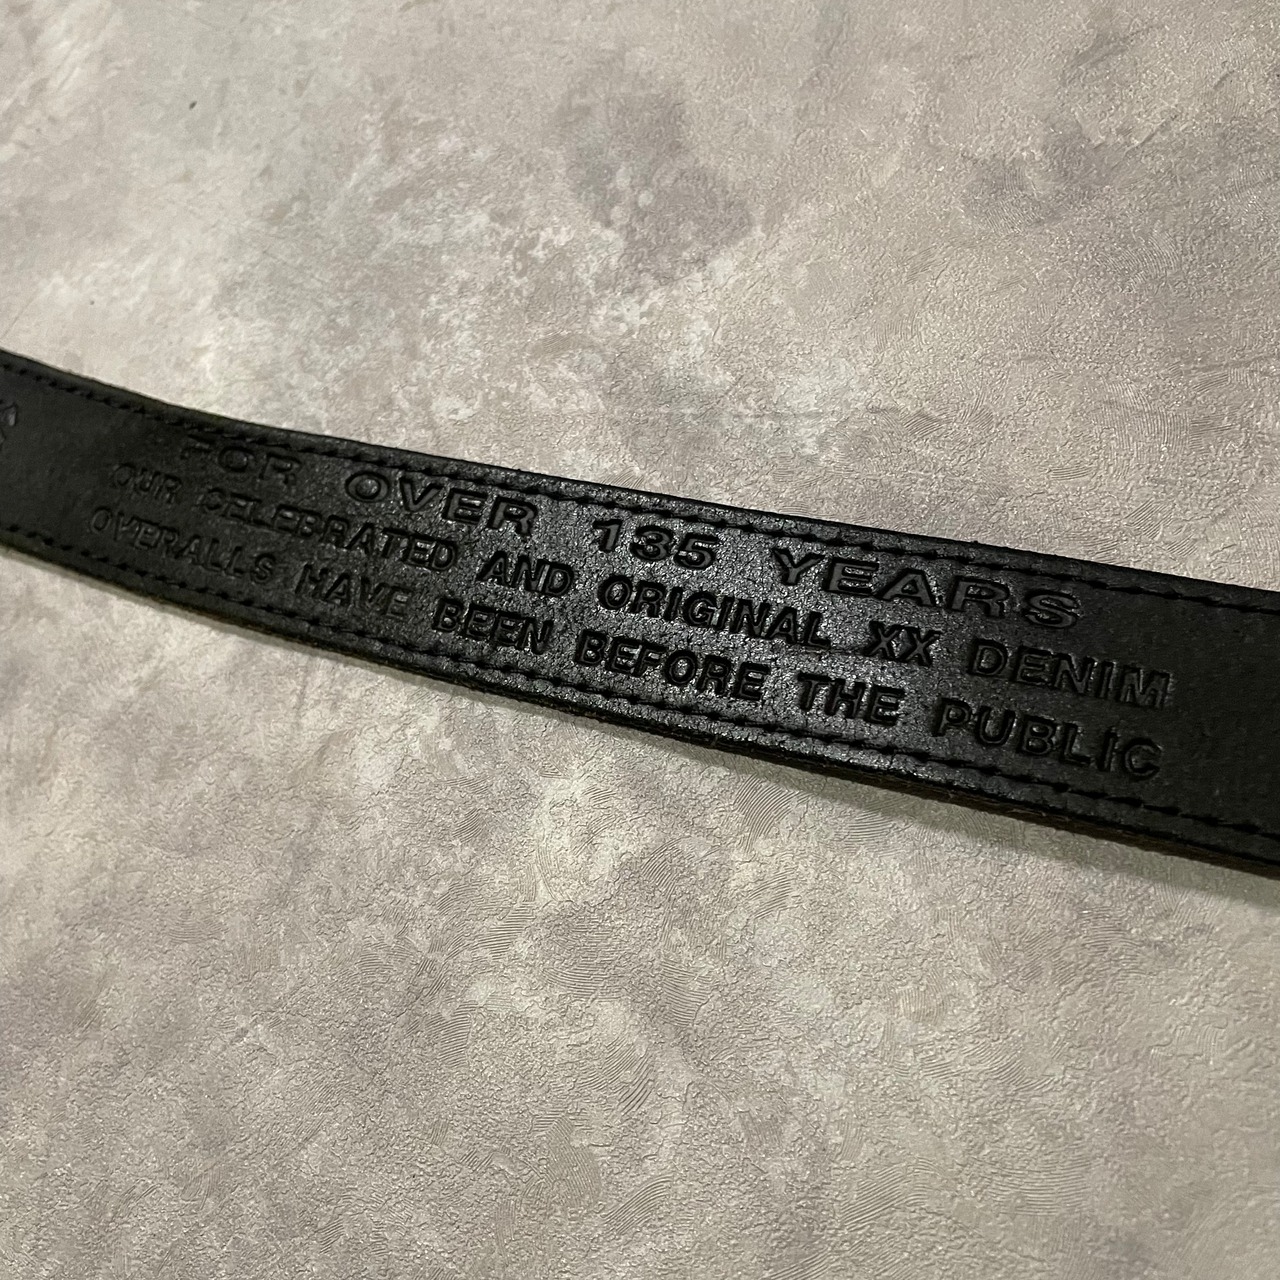 FOR OVER 135 YEARS
OUR CELEBRATED AND ORIGINAL XX DENIM
OVERALLS HAVE BEEN BEFORE THE PUBLIC